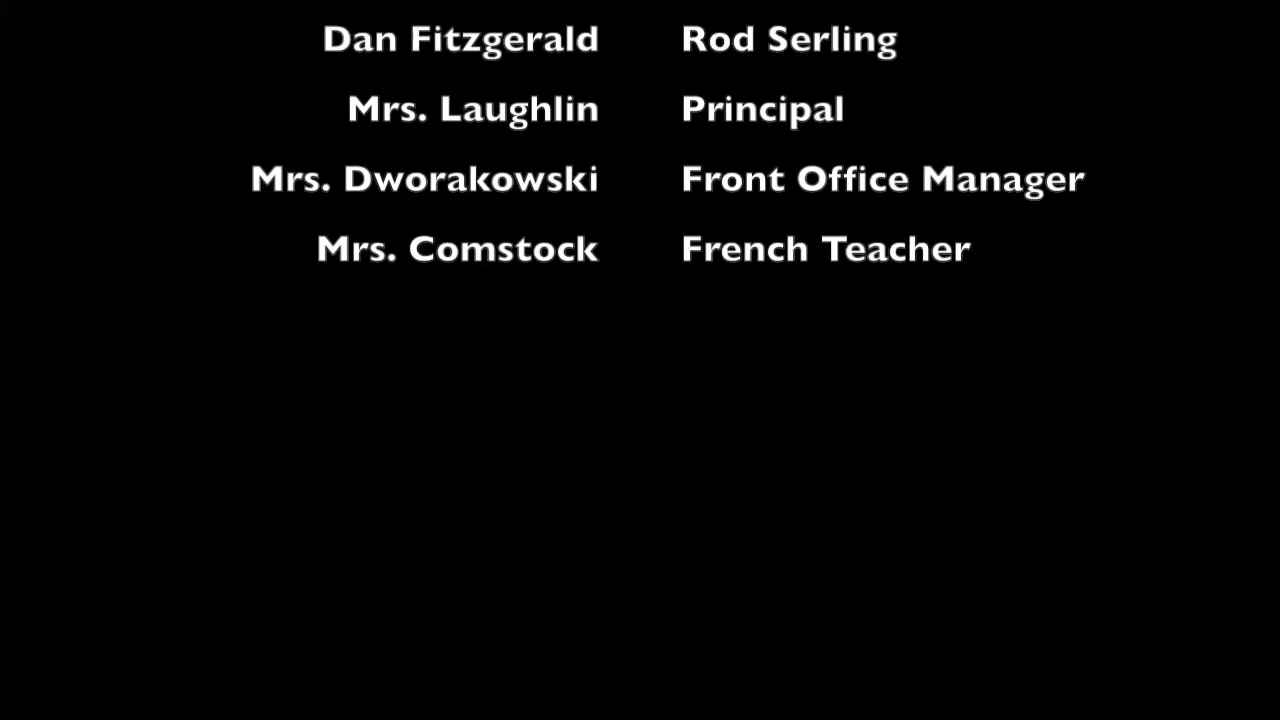 Dan Fitzgerald Rod Serling
Mrs. Laughlin Principal
Mrs. Dworakowski Front Office Manager
Mrs. Comstock French Teacher